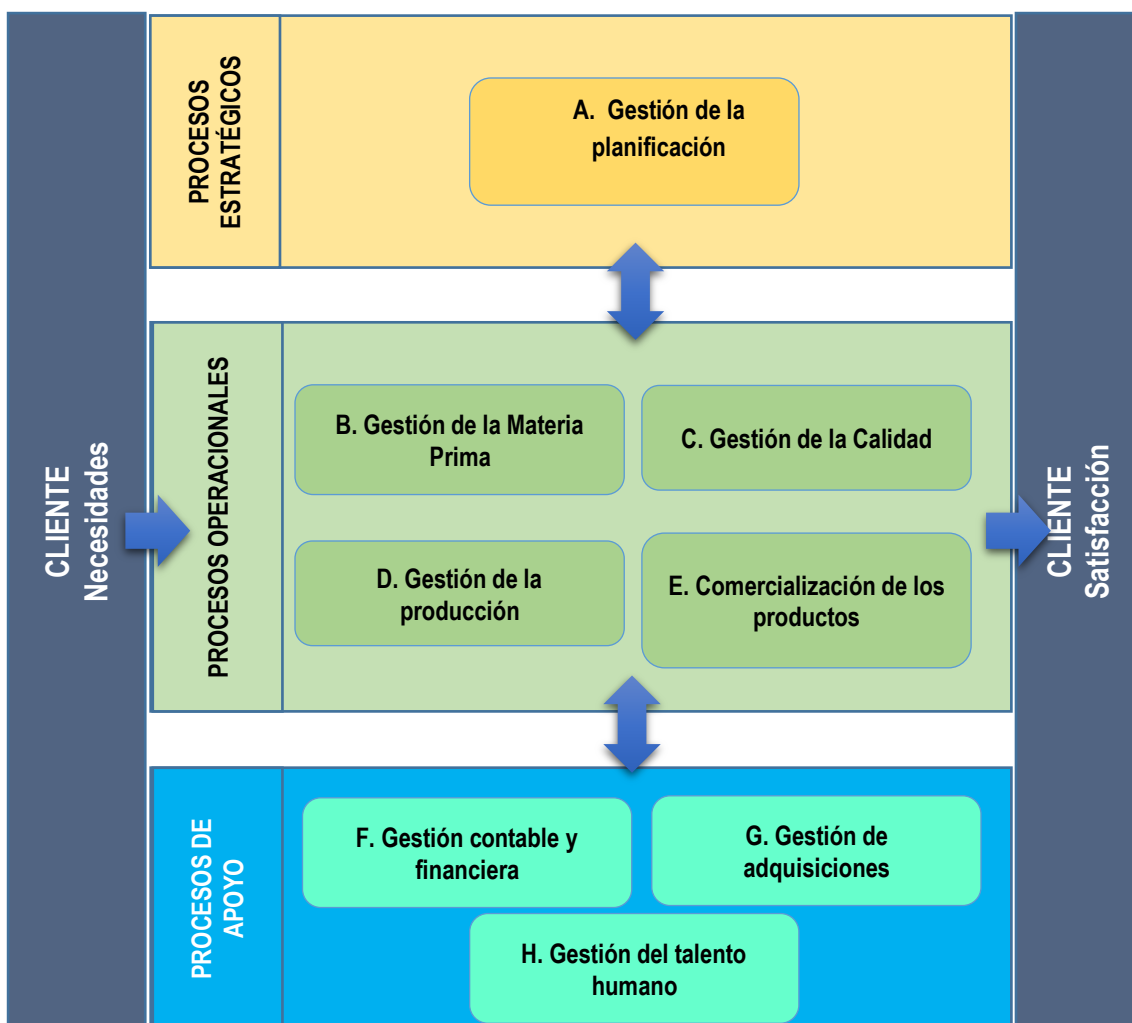 CLIENTE
Necesidades
PROCESOS
ESTRATÉGICOS
A. Gestión de la
planificación
PROCESOS OPERACIONALES
B. Gestión de la Materia
Prima
C. Gestión de la Calidad
D. Gestión de la
producción
E. Comercialización de los
productos
PROCESOS DE
APOYO
F. Gestión contable y
financiera
G. Gestión de
adquisiciones
H. Gestión del talento
humano
CLIENTE
Satisfacción